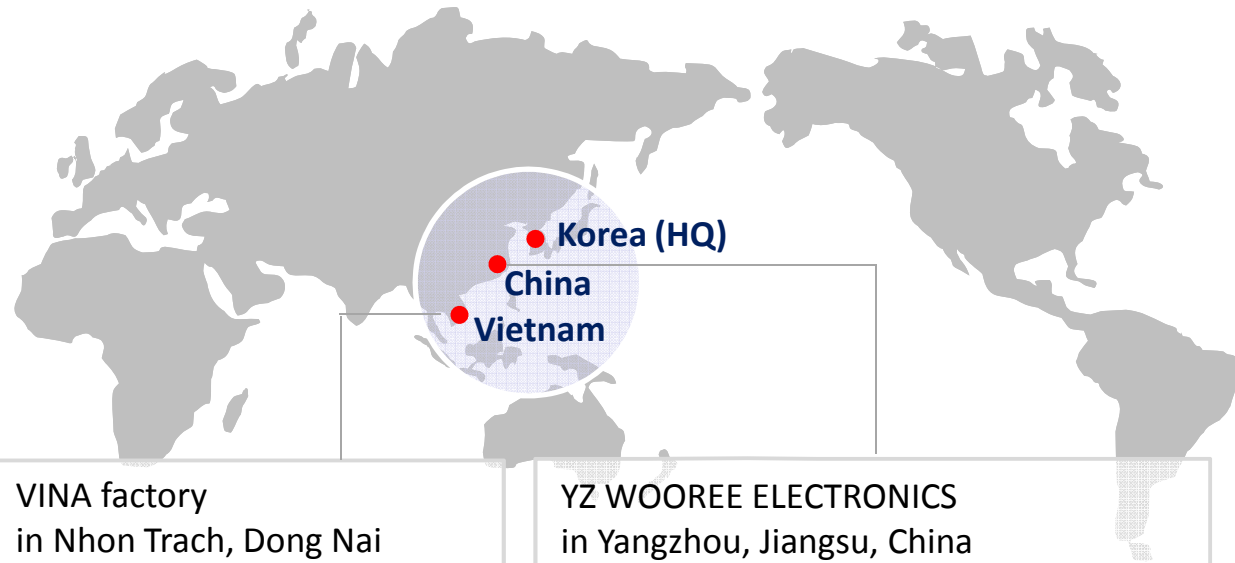 Korea (HQ)
China
Vietnam
VINA factory
in Nhon Trach, Dong Nai
YZ WOOREE ELECTRONICS
in Yangzhou, Jiangsu, China